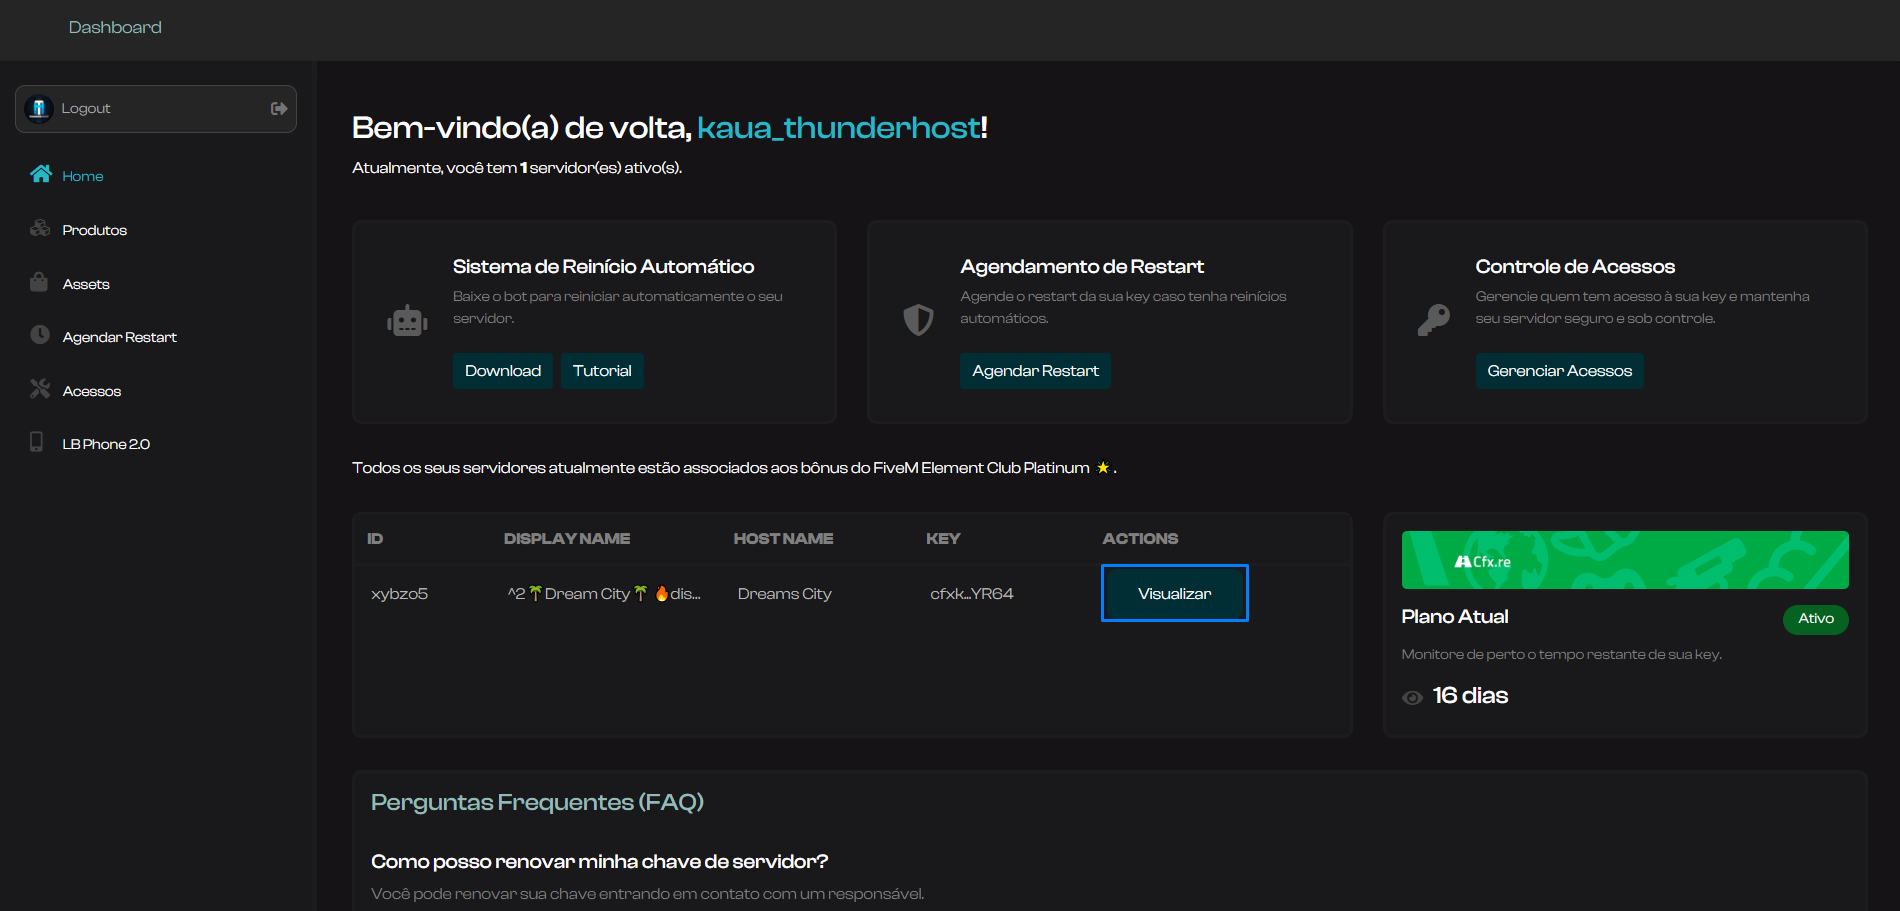 Dashboard
Logout
Home
Produtos
Assets
Agendar Restart
Acessos
LB Phone 2.0
Bem-vindo(a) de volta, kaua_thunderhost!
Atualmente, você tem 1 servidor(es) ativo(s).
Sistema de Reinício Automático
Baixe o bot para reiniciar automaticamente o seu
servidor.
Download Tutorial
Agendamento de Restart
Agende o restart da sua key caso tenha reinícios
automáticos.
Agendar Restart
Controle de Acessos
Gerencie quem tem acesso à sua key e mantenha
seu servidor seguro e sob controle.
Gerenciar Acessos
Todos os seus servidores atualmente estão associados aos bônus do FiveM Element Club Platinum ⭐.
ID DISPLAY NAME HOST NAME KEY ACTIONS
xybzo5 ^2🌴Dream City🌴 🔥dis... Dreams City cfxk...YR64 Visualizar
Cfx.re
Plano Atual
Ativo
Monitore de perto o tempo restante de sua key.
16 dias
Perguntas Frequentes (FAQ)
Como posso renovar minha chave de servidor?
Você pode renovar sua chave entrando em contato com um responsável.